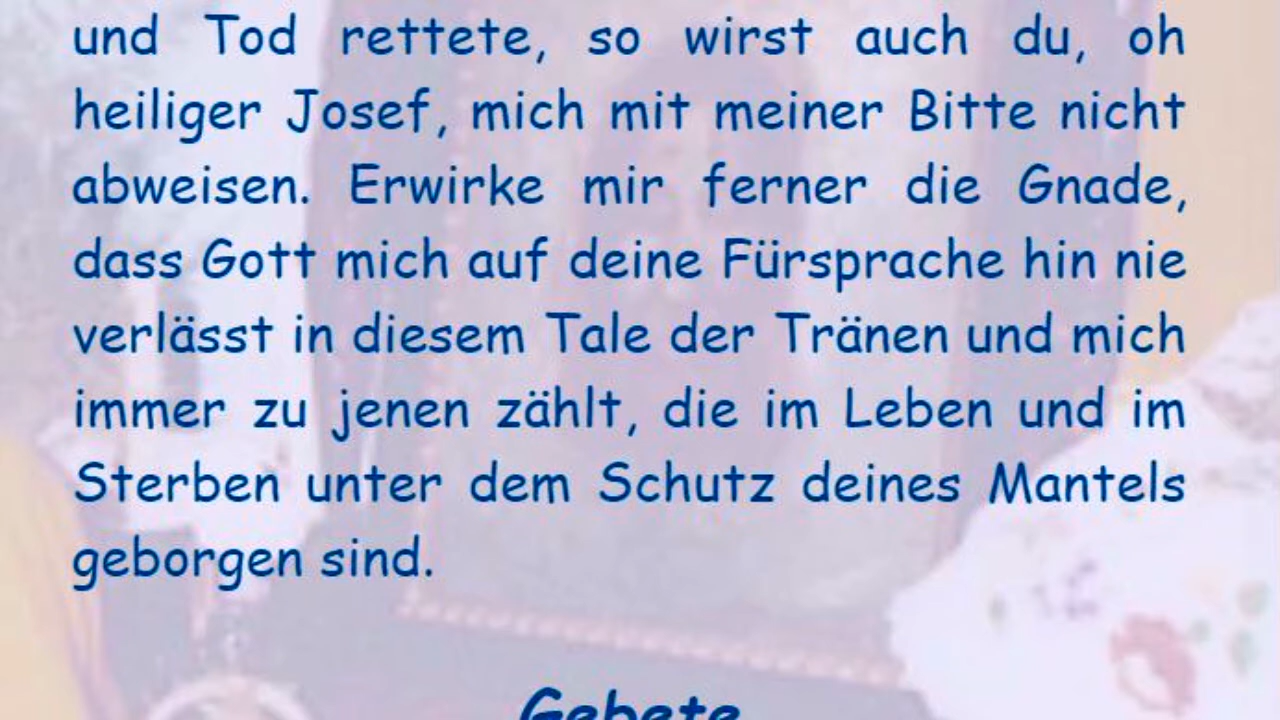 und Tod rettete, so wirst auch du, oh
heiliger Josef, mich mit meiner Bitte nicht
abweisen. Erwirke mir ferner die Gnade,
dass Gott mich auf deine Fürsprache hin nie
verlässt in diesem Tale der Tränen und mich
immer zu jenen zählt, die im Leben und im
Sterben unter dem Schutz deines Mantels
geborgen sind.
Gebete